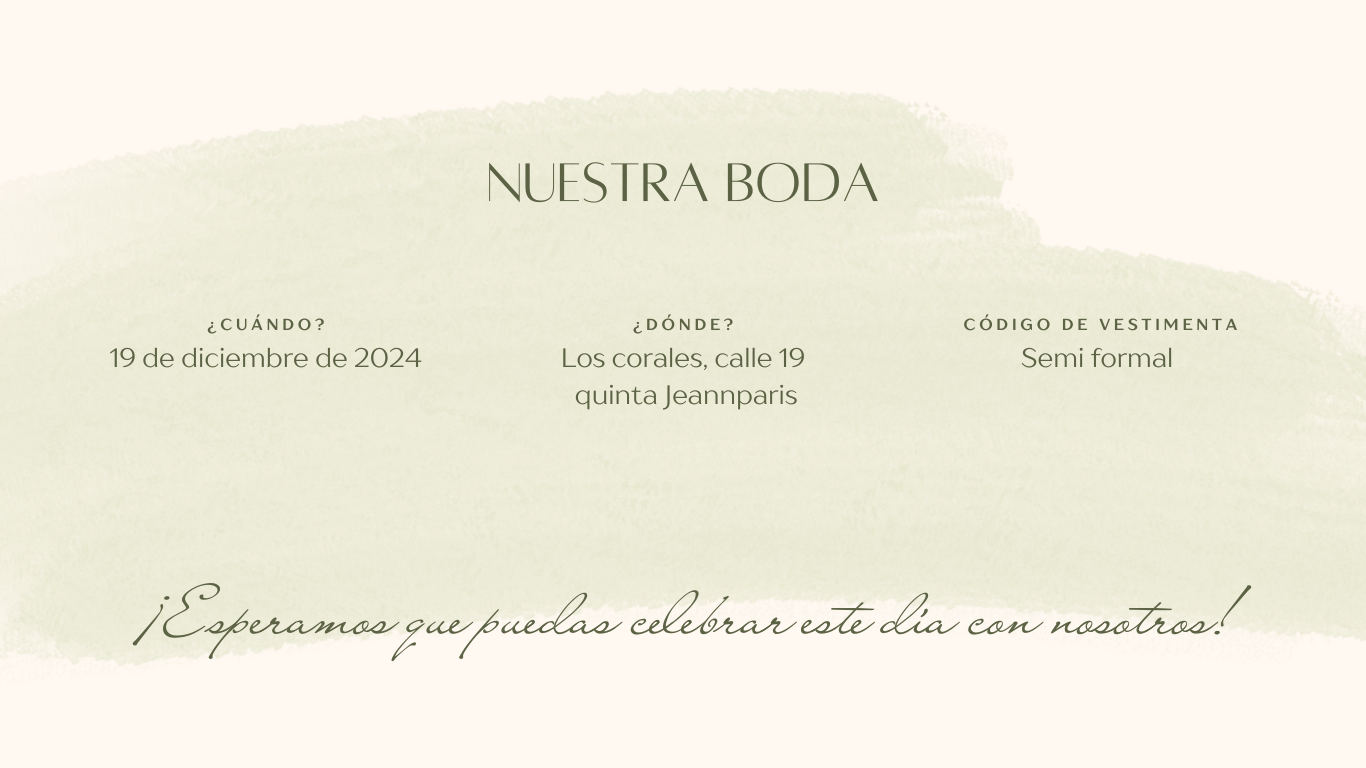 NUESTRA BODA
¿CUÁNDO?
19 de diciembre de 2024
¿DÓNDE?
Los corales, calle 19
quinta Jeannparis
CÓDIGO DE VESTIMENTA
Semi formal
¡Esperamos que puedas celebrar este día con nosotros!